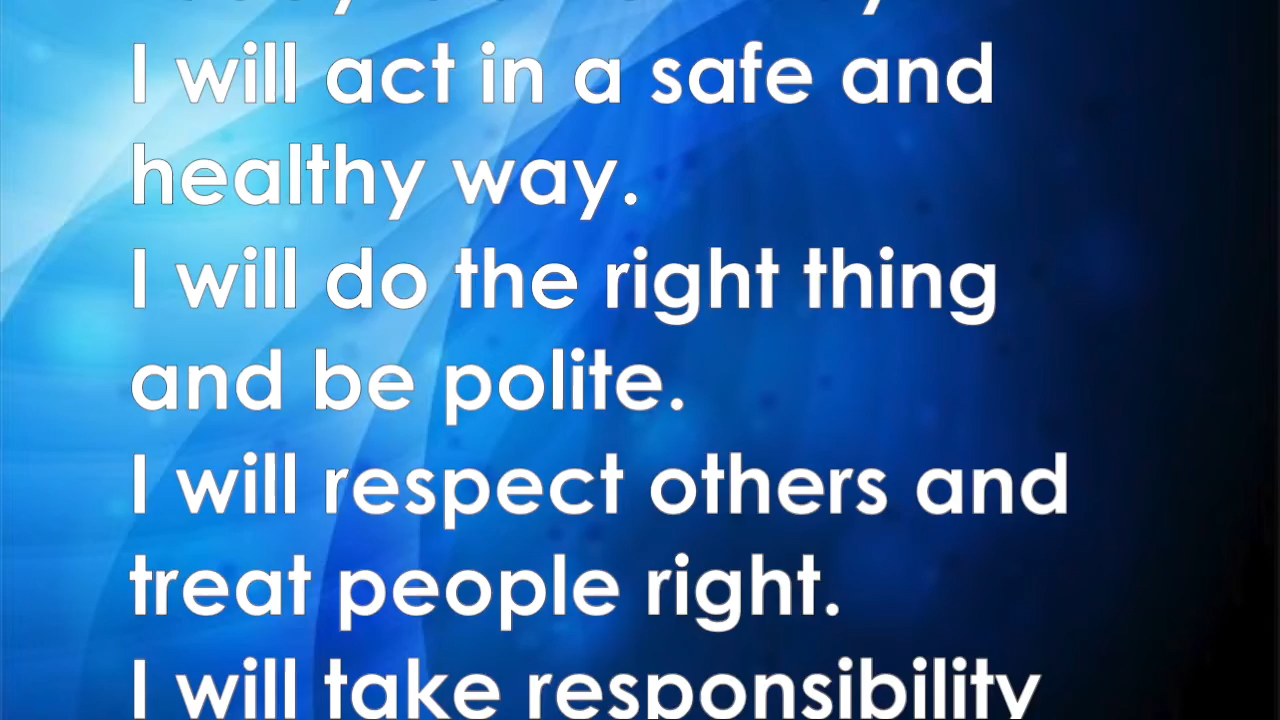 I will act in a safe and
healthy way.
I will do the right thing
and be polite.
I will respect others and
treat people right.
I will take responsibility